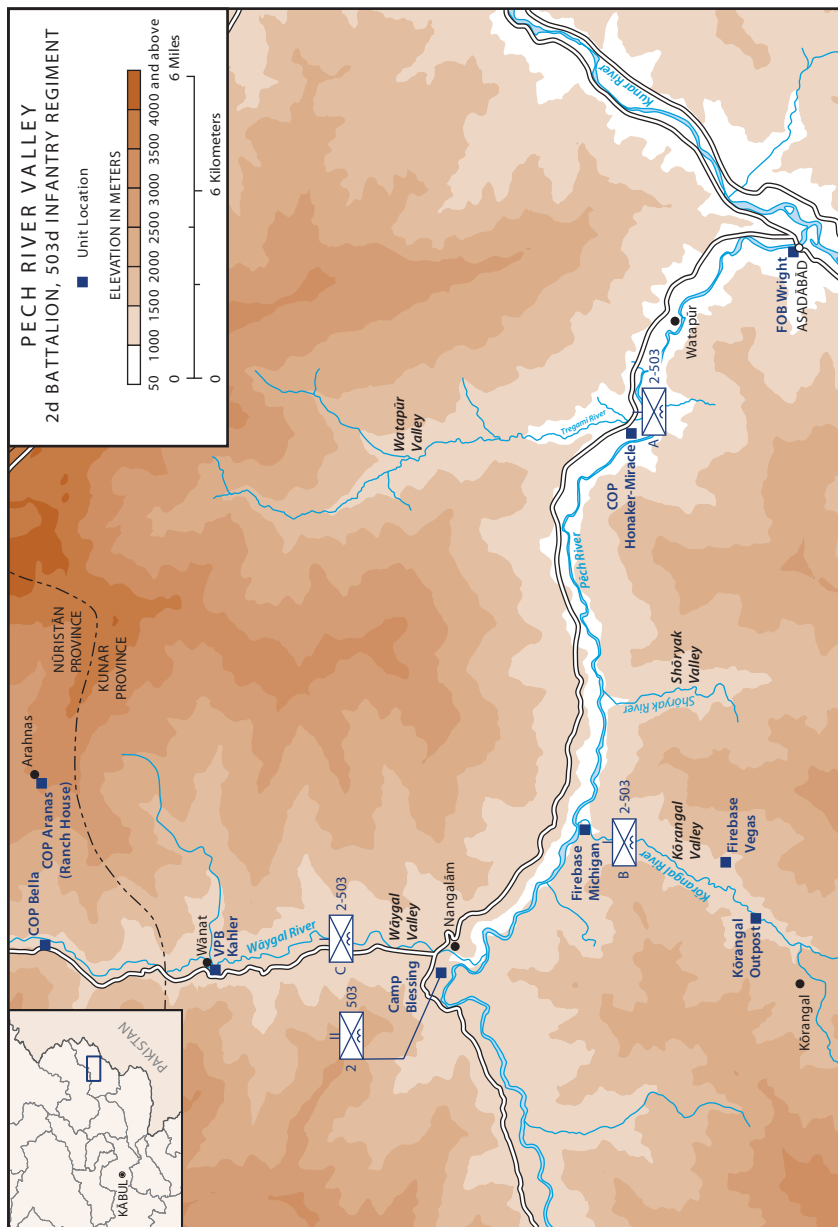 PECH RIVER VALLEY
2d BATTALION, 503d INFANTRY REGIMENT
Unit Location
ELEVATION IN METERS
50 1000 1500 2000 2500 3000 3500 4000 and above
0 6 Miles
0 6 Kilometers
KĀBUL
PAKISTAN
COP Bella
Arahnas
COP Aranas
(Ranch House)
NŪRISTĀN
PROVINCE
KUNAR
PROVINCE
Wānat
VPB
Kahler
Wāygal River
C 2-503
2 503
Wāygal
Valley
Camp
Blessing
Nangalām
Watapūr
Valley
Tregami River
Kunar River
Pēch River
COP
Honaker-Miracle
A 2-503
Watapūr
FOB Wright
ASADĀBĀD
Firebase
Michigan
B 2-503
Kōrangal
Valley
Kōrangal River
Shōryak
Valley
Shōryak River
Firebase
Vegas
Kōrangal
Outpost
Kōrangal